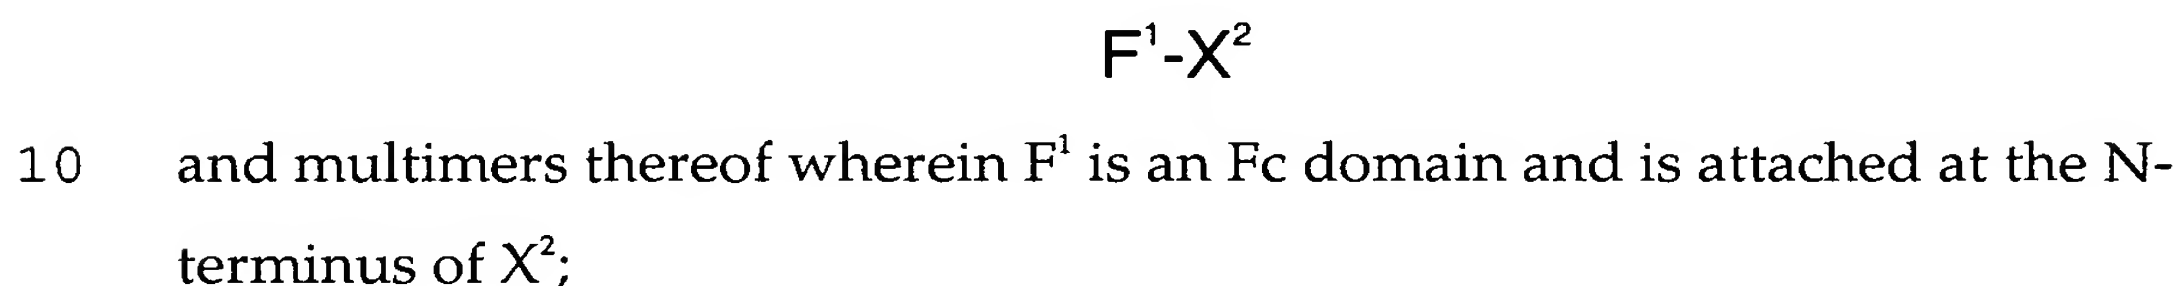 F¹-X²
10 and multimers thereof wherein F¹ is an Fc domain and is attached at the N-
terminus of X²;